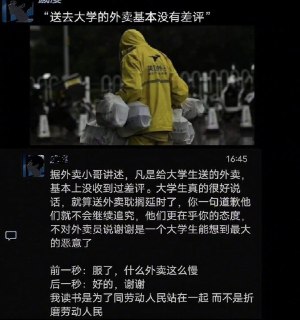 “送去大学的外卖基本没有差评”
16:45
据外卖小哥讲述，凡是给大学生送的外卖，
基本上没收到过差评。大学生真的很好说
话，就算送外卖耽搁延时了，你一句道歉他
们就不会继续追究，他们更在乎你的态度，
不对外卖员说谢谢是一个大学生能想到最大
的恶意了
前一秒：服了，什么外卖这么慢
后一秒：好的，谢谢
我读书是为了同劳动人民站在一起 而不是折
磨劳动人民